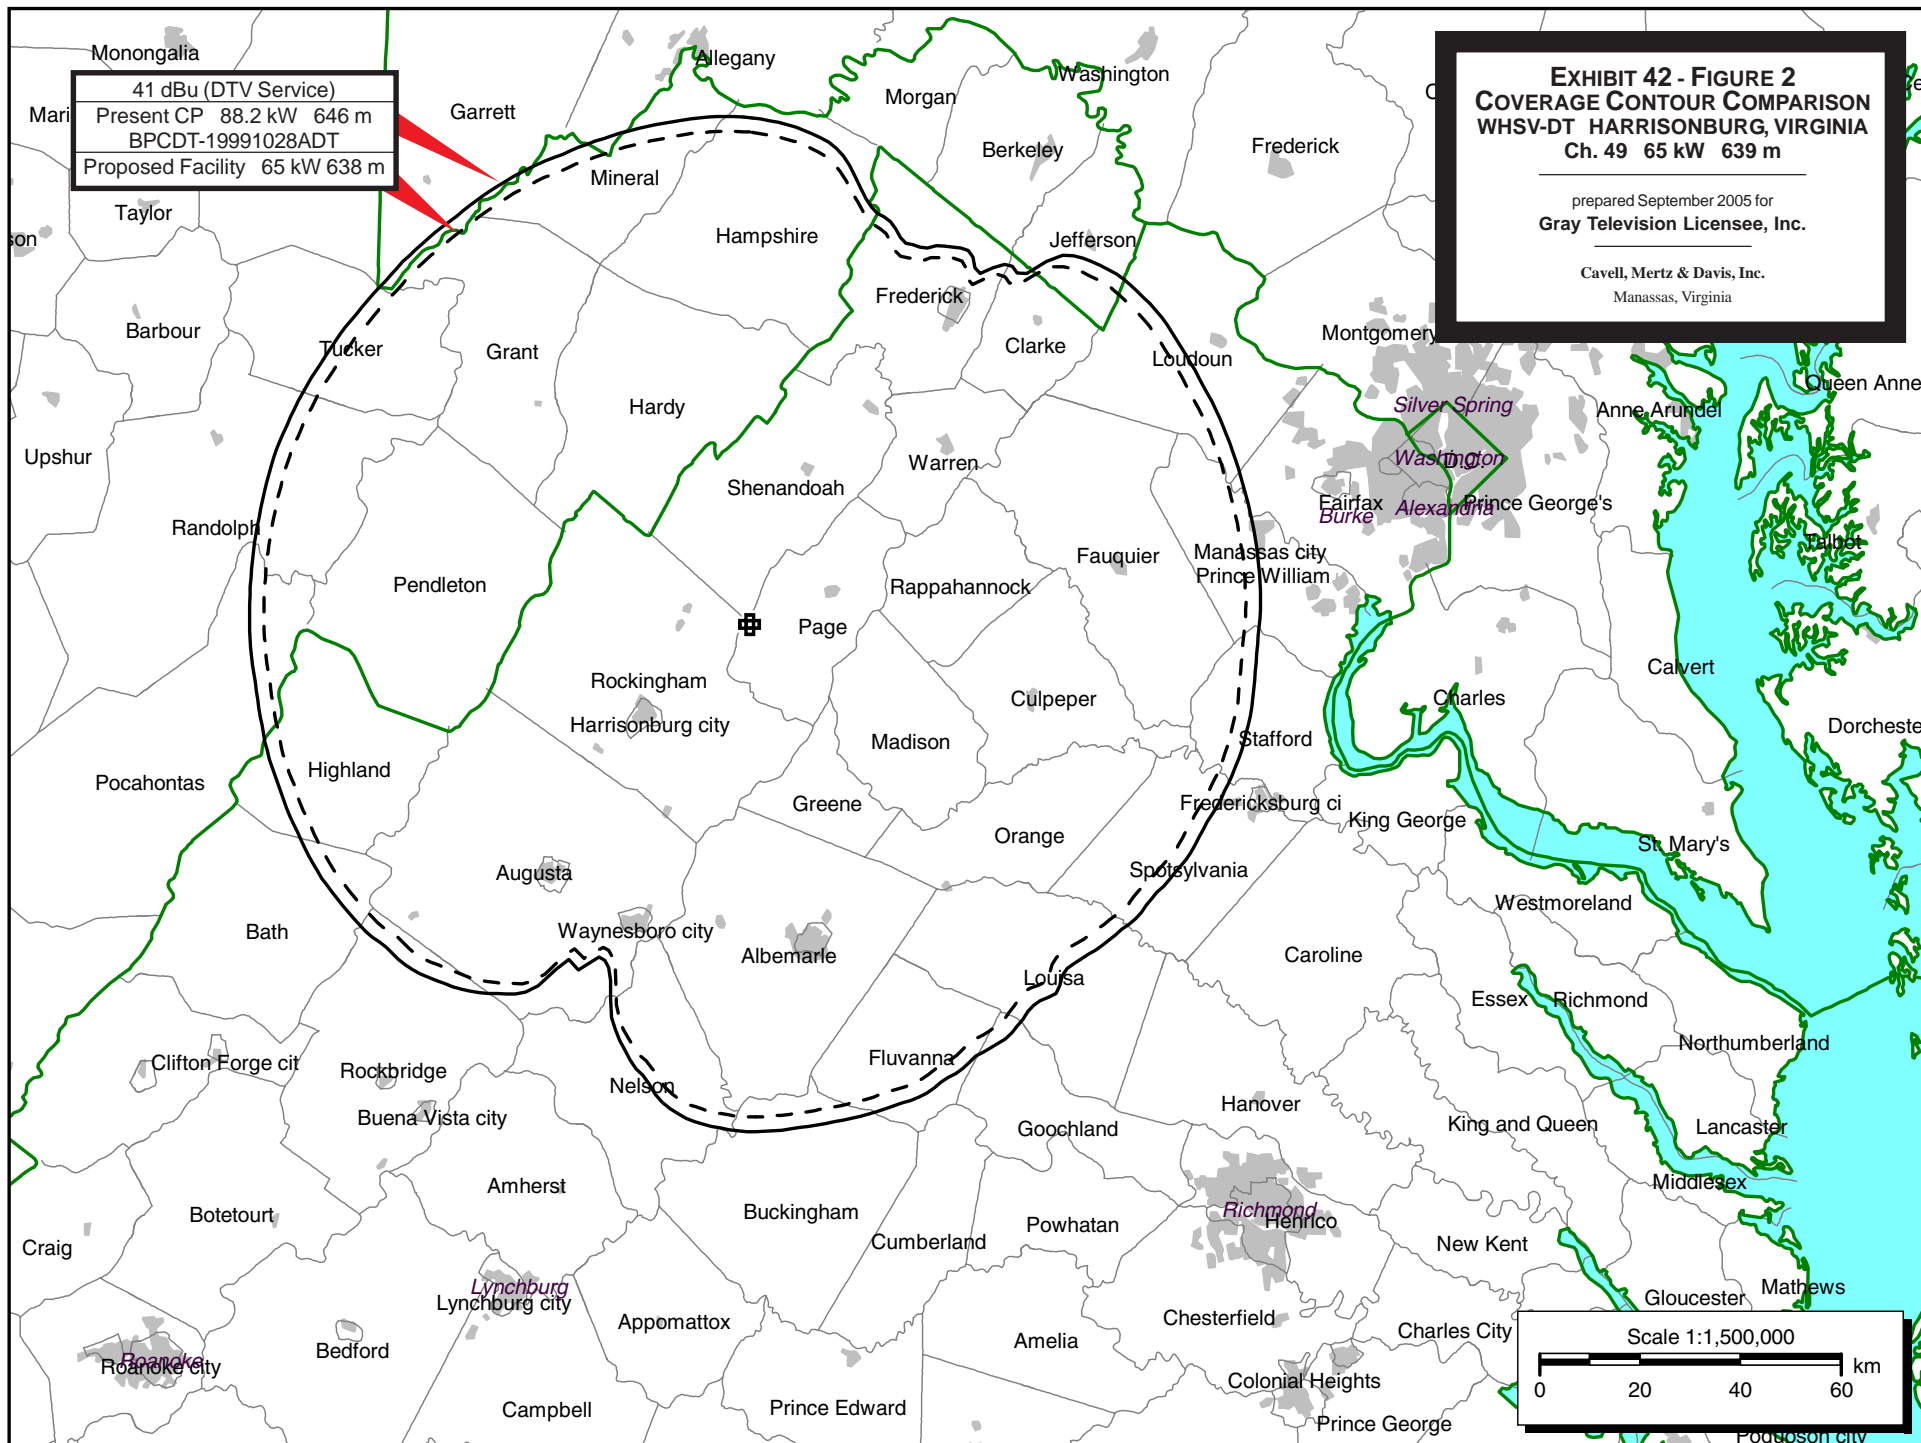 Monongalia
Allegany
Washington
Morgan
Garrett
Mari
41 dBu (DTV Service)
Present CP 88.2 kW 646 m
BPCDT-19991028ADT
Proposed Facility 65 kW 638 m
EXHIBIT 42 - FIGURE 2
COVERAGE CONTOUR COMPARISON
WHSV-DT HARRISONBURG, VIRGINIA
Ch. 49 65 kW 639 m
prepared September 2005 for
Gray Television Licensee, Inc.
Cavell, Mertz & Davis, Inc.
Manassas, Virginia
Berkeley
Frederick
Mineral
Taylor
son
Hampshire
Jefferson
Frederick
Barbour
Tucker
Grant
Clarke
Loudoun
Montgomery
Queen Anne
Hardy
Silver Spring
Anne Arundel
Upshur
Warren
Washington
D.C.
Shenandoah
Fairfax
Burke
Alexandria
Prince George's
Randolph
Talbot
Pendleton
Rappahannock
Fauquier
Manassas city
Prince William
Page
Rockingham
Harrisonburg city
Culpeper
Calvert
Charles
Madison
Stafford
Dorcheste
Pocahontas
Highland
Greene
Fredericksburg ci
King George
Orange
St. Mary's
Augusta
Spotsylvania
Westmoreland
Bath
Waynesboro city
Albemarle
Caroline
Louisa
Essex
Richmond
Northumberland
Clifton Forge cit
Rockbridge
Fluvanna
Nelson
Buena Vista city
Hanover
Goochland
King and Queen
Lancaster
Amherst
Middlesex
Botetourt
Buckingham
Powhatan
Richmond
Henrico
Craig
Cumberland
New Kent
Lynchburg
Lynchburg city
Mathews
Gloucester
Appomattox
Chesterfield
Charles City
Amelia
Bedford
Roanoke
Roanoke city
Colonial Heights
Campbell
Prince Edward
Prince George
Scale 1:1,500,000
km
0 20 40 60
Poquoson city